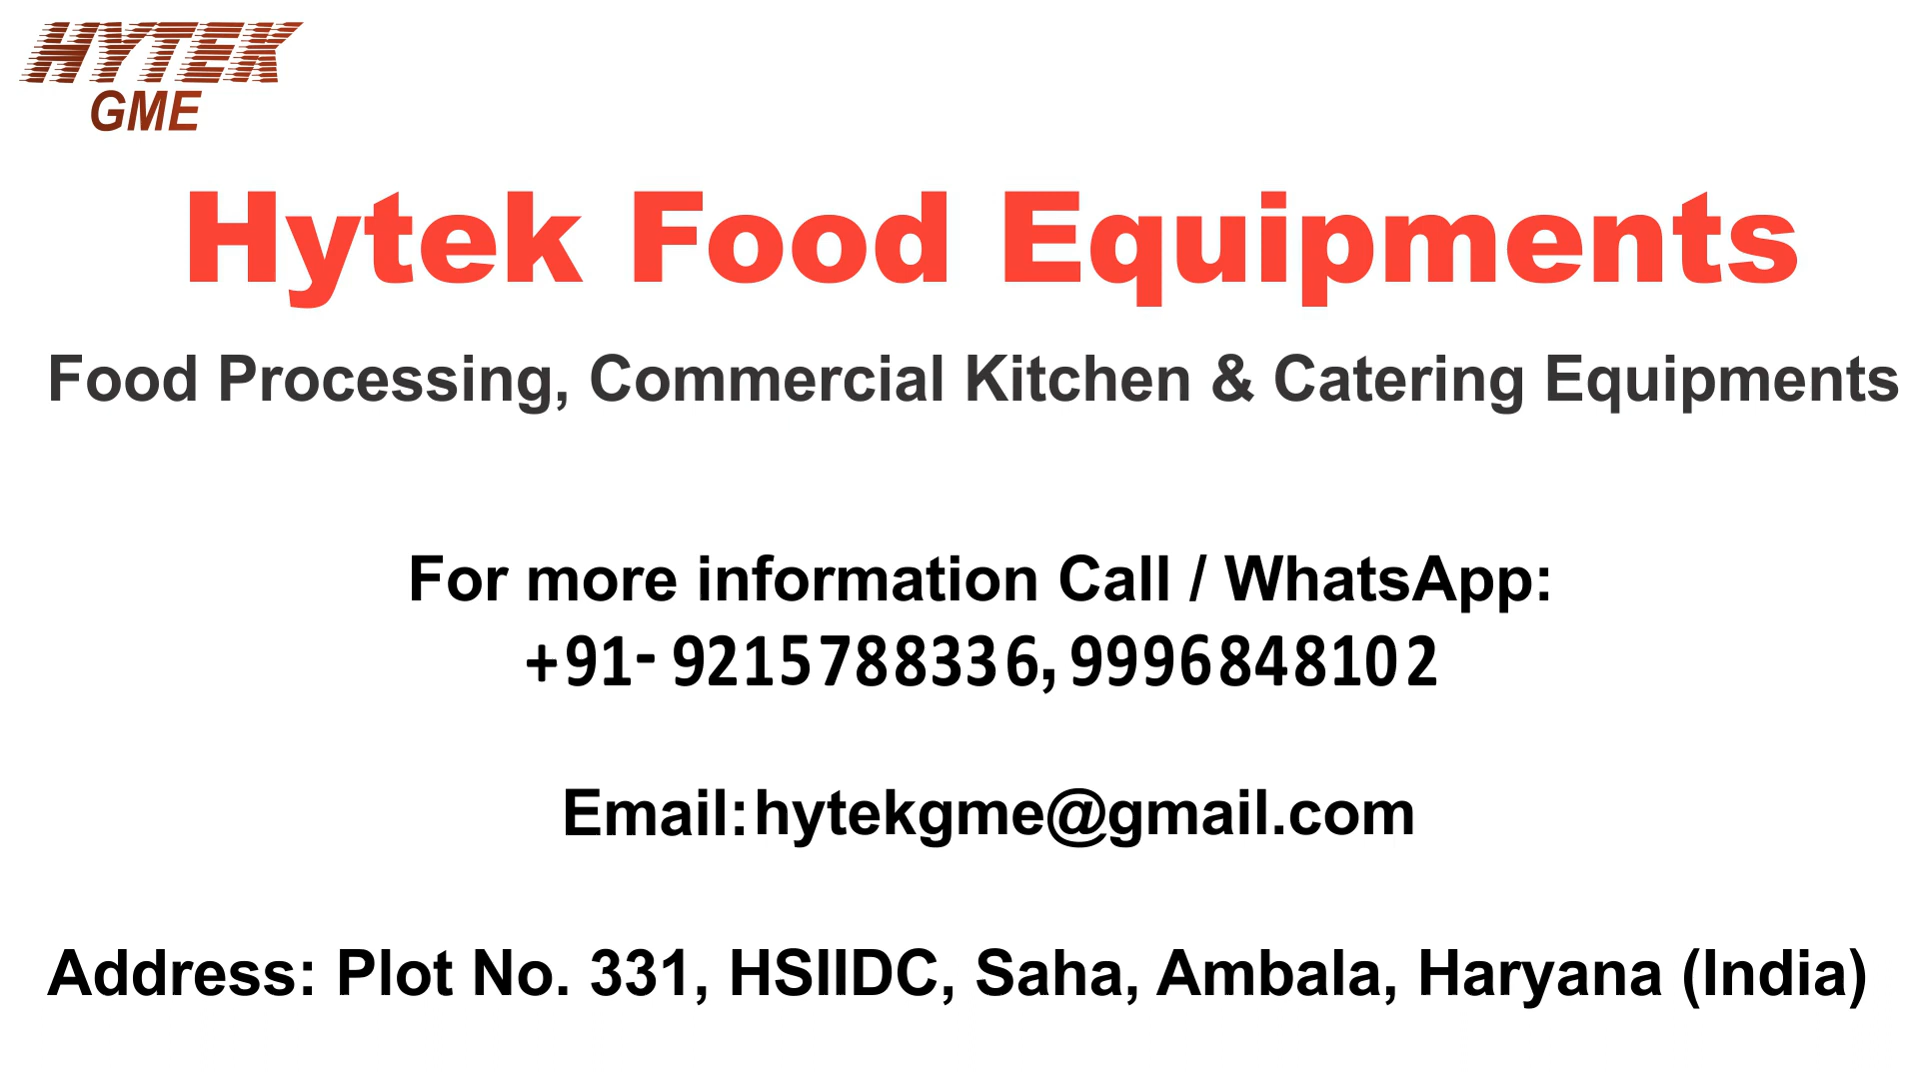 HYTEK
GME
Hytek Food Equipments
Food Processing, Commercial Kitchen & Catering Equipments
For more information Call / WhatsApp:
+91- 9215788336, 9996848102
Email: hytekgme@gmail.com
Address: Plot No. 331, HSIIDC, Saha, Ambala, Haryana (India)